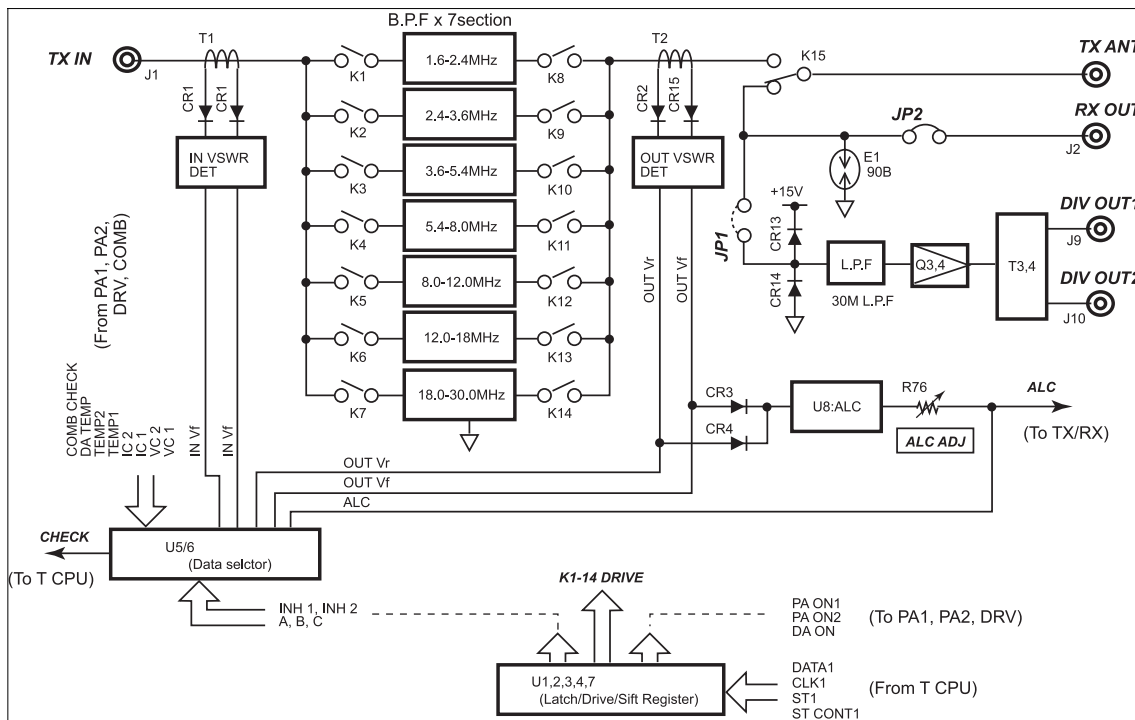 B.P.F x 7section
TX IN
J1
T1
CR1
CR1
IN VSWR
DET
K1
1.6-2.4MHz
K8
K2
2.4-3.6MHz
K9
K3
3.6-5.4MHz
K10
K4
5.4-8.0MHz
K11
K5
8.0-12.0MHz
K12
K6
12.0-18MHz
K13
K7
18.0-30.0MHz
K14
T2
CR2
CR15
OUT VSWR
DET
K15
TX ANT
RX OUT
J2
JP2
E1
90B
JP1
+15V
CR13
CR14
L.P.F
30M L.P.F
Q3,4
T3,4
DIV OUT1
J9
DIV OUT2
J10
OUT Vr
OUT Vf
(From PA1, PA2,
DRV, COMB)
COMB CHECK
DA TEMP
TEMP2
TEMP1
IC 2
IC 1
VC 2
VC 1
IN Vf
IN Vf
CR3
CR4
U8:ALC
R76
ALC ADJ
ALC
(To TX/RX)
OUT Vr
OUT Vf
ALC
CHECK
(To T CPU)
U5/6
(Data selctor)
INH 1, INH 2
A, B, C
K1-14 DRIVE
PA ON1
PA ON2
DA ON
(To PA1, PA2, DRV)
U1,2,3,4,7
(Latch/Drive/Sift Register)
DATA1
CLK1
ST1
ST CONT1
(From T CPU)